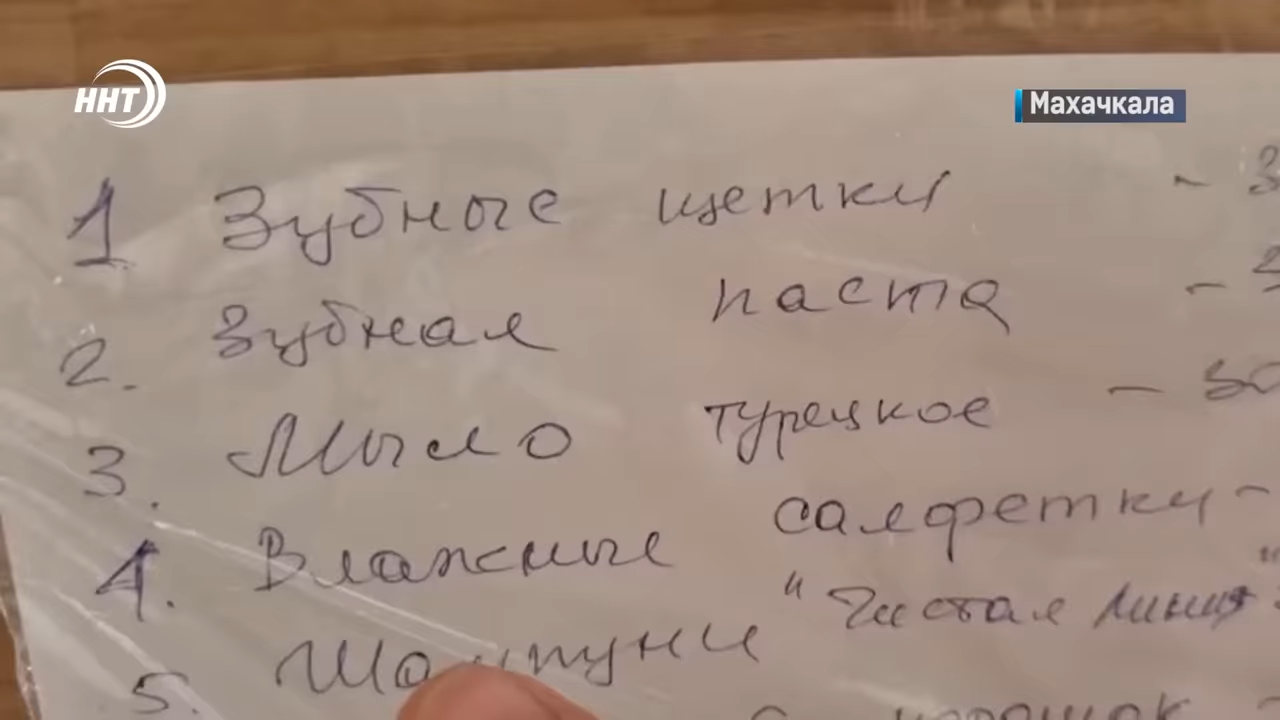 ННТ
Махачкала
1 Зубные щетки -
2. Зубная паста -
3. Мыло турецкое -
4. Влажные салфетки -
5. Шампуни "Чистая линия"